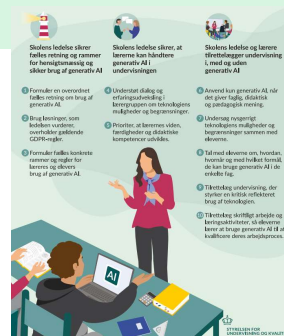 Skolens ledelse sikrer
fælles retning og rammer
for hensigtsmæssig og
sikker brug af generativ AI
1 Formuler en overordnet
fælles retning om brug af
generativ AI.
2 Brug løsninger, som
ledelsen vurderer,
overholder gældende
GDPR-regler.
3 Formuler fælles konkrete
rammer og regler for
læreres og elevers
brug af generativ AI.
Skolens ledelse sikrer, at
lærerne kan håndtere
generativ AI i
undervisningen
4 Understøt dialog og
erfaringsudveksling i
lærergruppen om teknologiens
muligheder og begrænsninger.
5 Prioriter, at lærernes viden,
færdigheder og didaktiske
kompetencer udvikles.
Skolens ledelse og lærere
tilrettelægger undervisning
i, med og uden
generativ AI
6 Anvend kun generativ AI, når
det giver faglig, didaktisk
og pædagogisk mening.
7 Undersøg nysgerrigt
teknologiens muligheder og
begrænsninger sammen med
eleverne.
8 Tal med eleverne om, hvordan,
hvornår og med hvilket formål,
de kan bruge generativ AI i de
enkelte fag.
9 Tilrettelæg undervisning, der
styrker en kritisk reflekteret
brug af teknologien.
10 Tilrettelæg skriftligt arbejde og
læringsaktiviteter, så eleverne
lærer at bruge generativ AI til at
kvalificere deres arbejdsproces.
AI
STYRELSEN FOR
UNDERVISNING OG KVALITET